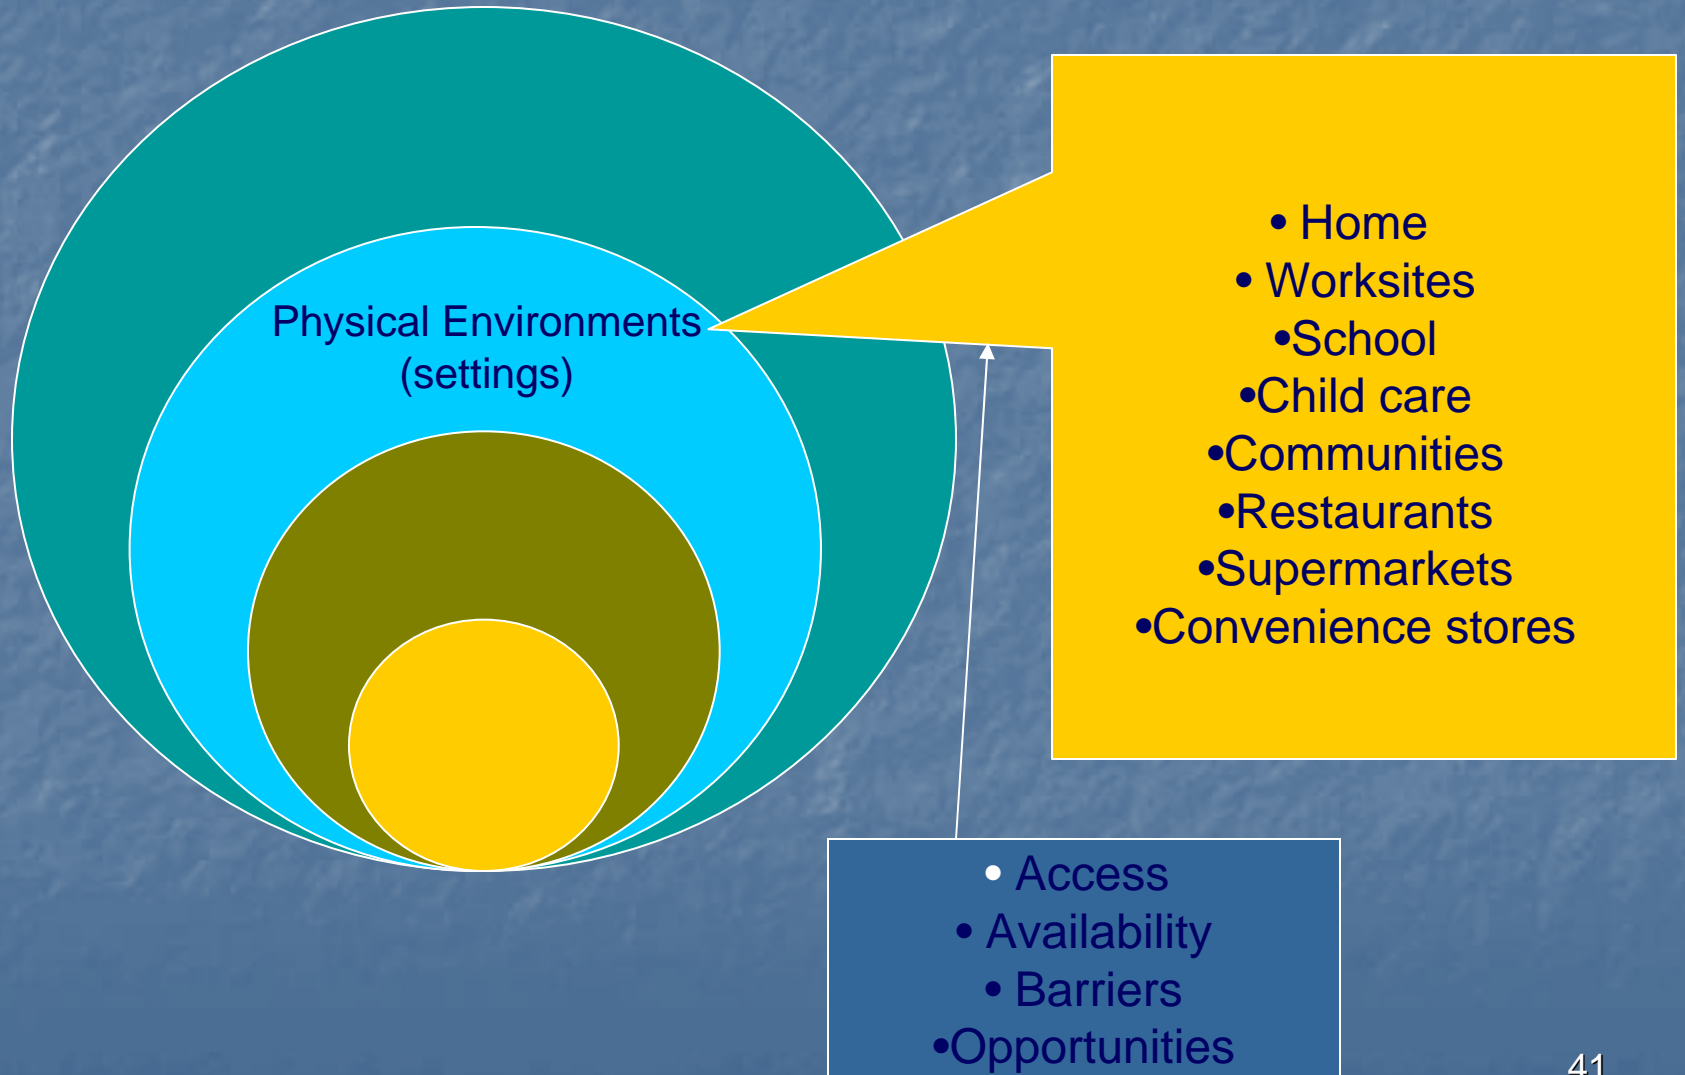 Physical Environments
(settings)
• Home
• Worksites
•School
•Child care
•Communities
•Restaurants
•Supermarkets
•Convenience stores
• Access
• Availability
• Barriers
•Opportunities
41